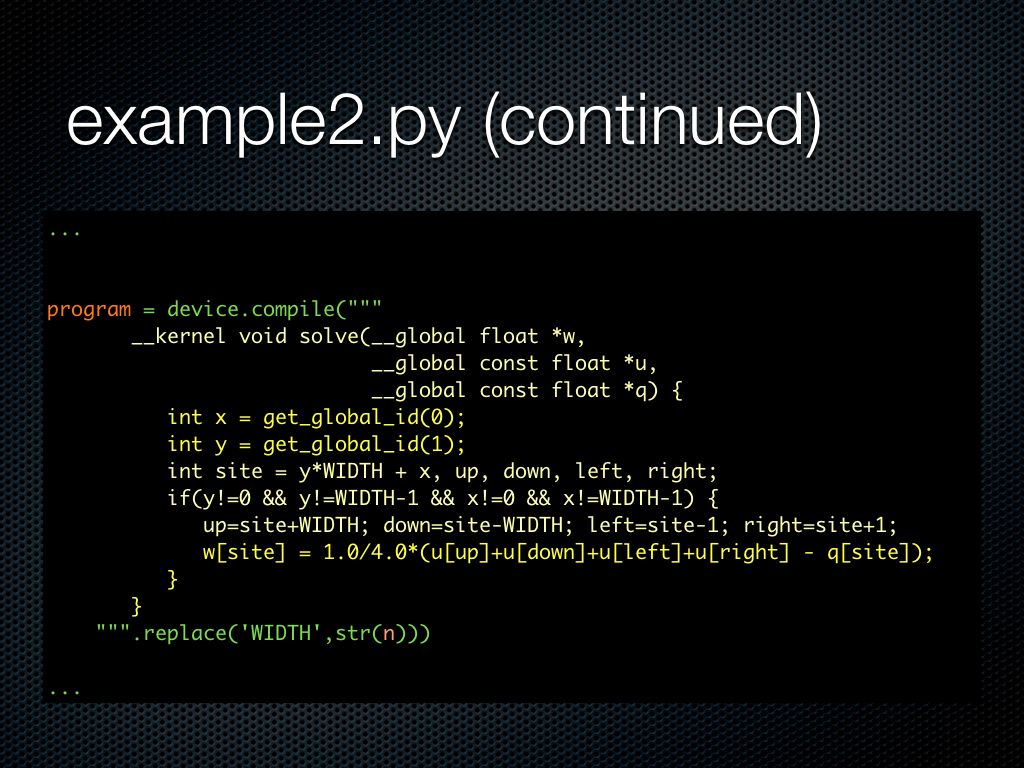 example2.py (continued)
...
program = device.compile("""
__kernel void solve(__global float *w,
__global const float *u,
__global const float *q) {
int x = get_global_id(0);
int y = get_global_id(1);
int site = y*WIDTH + x, up, down, left, right;
if(y!=0 && y!=WIDTH-1 && x!=0 && x!=WIDTH-1) {
up=site+WIDTH; down=site-WIDTH; left=site-1; right=site+1;
w[site] = 1.0/4.0*(u[up]+u[down]+u[left]+u[right] - q[site]);
}
}
""".replace('WIDTH',str(n)))
...